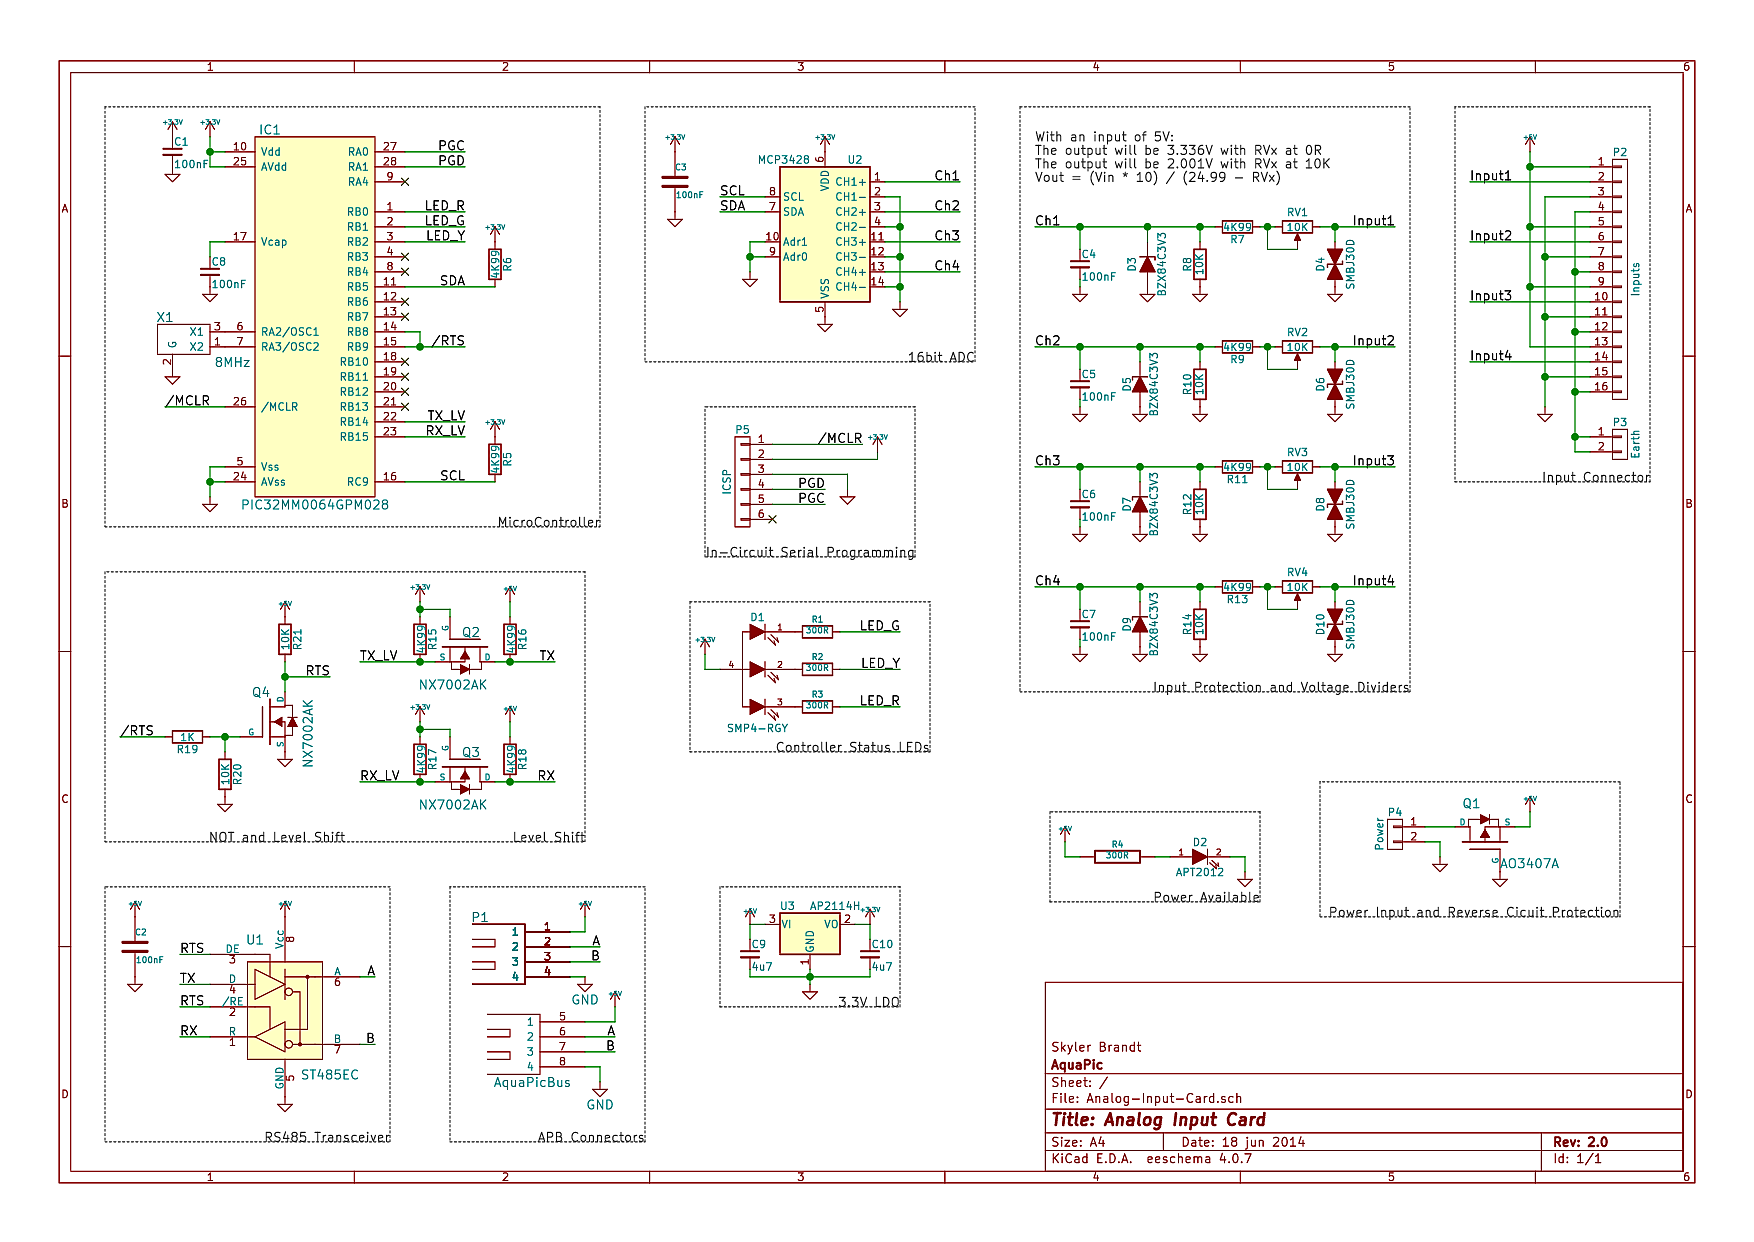 1 2 3 4 5 6
A
B
C
D
+3.3V +3.3V
C1
100nF
IC1
10 Vdd
25 AVdd
17 Vcap
C8
100nF
X1
X1 3 6 RA2/OSC1
X2 1 7 RA3/OSC2
G
2
8MHz
/MCLR 26 /MCLR
5 Vss
24 AVss
RA0 27 PGC
RA1 28 PGD
RA4 9
RB0 1 LED_R
RB1 2 LED_G
RB2 3 LED_Y
RB3 4
RB4 8
RB5 11 SDA
RB6 12
RB7 13
RB8 14
RB9 15 /RTS
RB10 18
RB11 19
RB12 20
RB13 21
RB14 22 TX_LV
RB15 23 RX_LV
RC9 16 SCL
+3.3V
4K99 R6
+3.3V
4K99 R5
PIC32MM0064GPM028
MicroController
+3.3V
C3
100nF
+3.3V
MCP3428 U2
6 VDD
SCL 8 SCL
SDA 7 SDA
10 Adr1
9 Adr0
VSS 5
CH1+ 1 Ch1
CH1- 2
CH2+ 3 Ch2
CH2- 4
CH3+ 11 Ch3
CH3- 12
CH4+ 13 Ch4
CH4- 14
16bit ADC
With an input of 5V:
The output will be 3.336V with RVx at 0R
The output will be 2.001V with RVx at 10K
Vout = (Vin * 10) / (24.99 - RVx)
Ch1 4K99 R7 RV1 10K Input1
C4 100nF D3 BZX84C3V3 R8 10K D4 SMBJ30D
Ch2 4K99 R9 RV2 10K Input2
C5 100nF D5 BZX84C3V3 R10 10K D6 SMBJ30D
Ch3 4K99 R11 RV3 10K Input3
C6 100nF D7 BZX84C3V3 R12 10K D8 SMBJ30D
Ch4 4K99 R13 RV4 10K Input4
C7 100nF D9 BZX84C3V3 R14 10K D10 SMBJ30D
Input Protection and Voltage Dividers
+5V
P2
1
Input1 2
3
4
5
Input2 6
7
8
9
Input3 10
11
12
13
Input4 14
15
16
Inputs
P3
1
2
Earth
Input Connector
P5
ICSP
1 /MCLR +3.3V
2
3
4 PGD
5 PGC
6
In-Circuit Serial Programming
+5V
10K R21
RTS
Q4
D
G
S
NX7002AK
/RTS 1K
R19
10K R20
NOT and Level Shift
+3.3V +5V
4K99 R15 G Q2 4K99 R16
TX_LV S D TX
NX7002AK
+3.3V +5V
4K99 R17 G Q3 4K99 R18
RX_LV S D RX
NX7002AK
Level Shift
+3.3V
D1
4
1 R1 300R LED_G
2 R2 300R LED_Y
3 R3 300R LED_R
SMP4-RGY
Controller Status LEDs
+5V
R4
300R
D2
1 2
APT2012
Power Available
Power
P4
1
2
Q1
D S
G
+5V
AO3407A
Power Input and Reverse Cicuit Protection
+5V
C2
100nF
+5V
U1
Vcc 8
RTS DE 3
TX D 4
RTS /RE 2
RX R 1
A 6 A
B 7 B
GND 5
ST485EC
RS485 Transceiver
P1
+5V
1 1
2 2 A
3 3 B
4 4
GND
+5V
1 5
2 6 A
3 7 B
4 8
AquaPicBus
GND
APB Connectors
U3 AP2114H
+5V 3 VI VO 2 +3.3V
GND
1
C9
4u7
C10
4u7
3.3V LDO
Skyler Brandt
AquaPic
Sheet: /
File: Analog-Input-Card.sch
Title: Analog Input Card
Size: A4 Date: 18 jun 2014 Rev: 2.0
KiCad E.D.A. eeschema 4.0.7 Id: 1/1
1 2 3 4 5 6
A
B
C
D